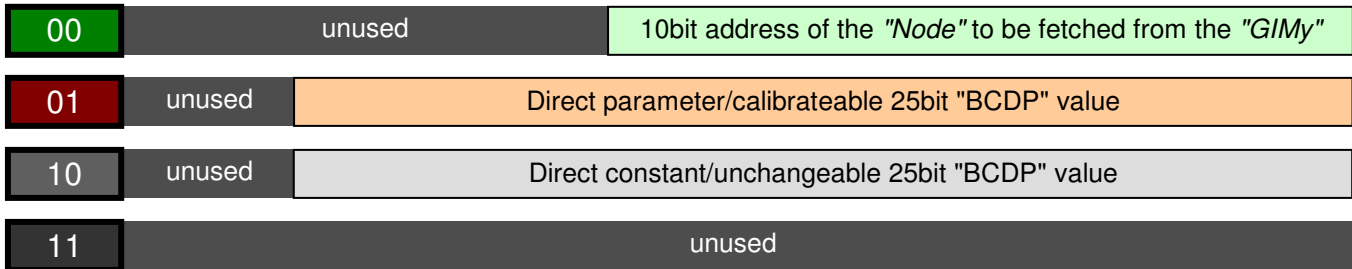 00 unused 10bit address of the "Node" to be fetched from the "GIMy"
01 unused Direct parameter/calibrateable 25bit "BCDP" value
10 unused Direct constant/unchangeable 25bit "BCDP" value
11 unused